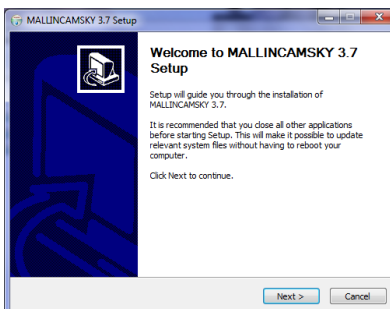 MALLINCAMSKY 3.7 Setup
Welcome to MALLINCAMSKY 3.7
Setup
Setup will guide you through the installation of
MALLINCAMSKY 3.7.
It is recommended that you close all other applications
before starting Setup. This will make it possible to update
relevant system files without having to reboot your
computer.
Click Next to continue.
Next >
Cancel